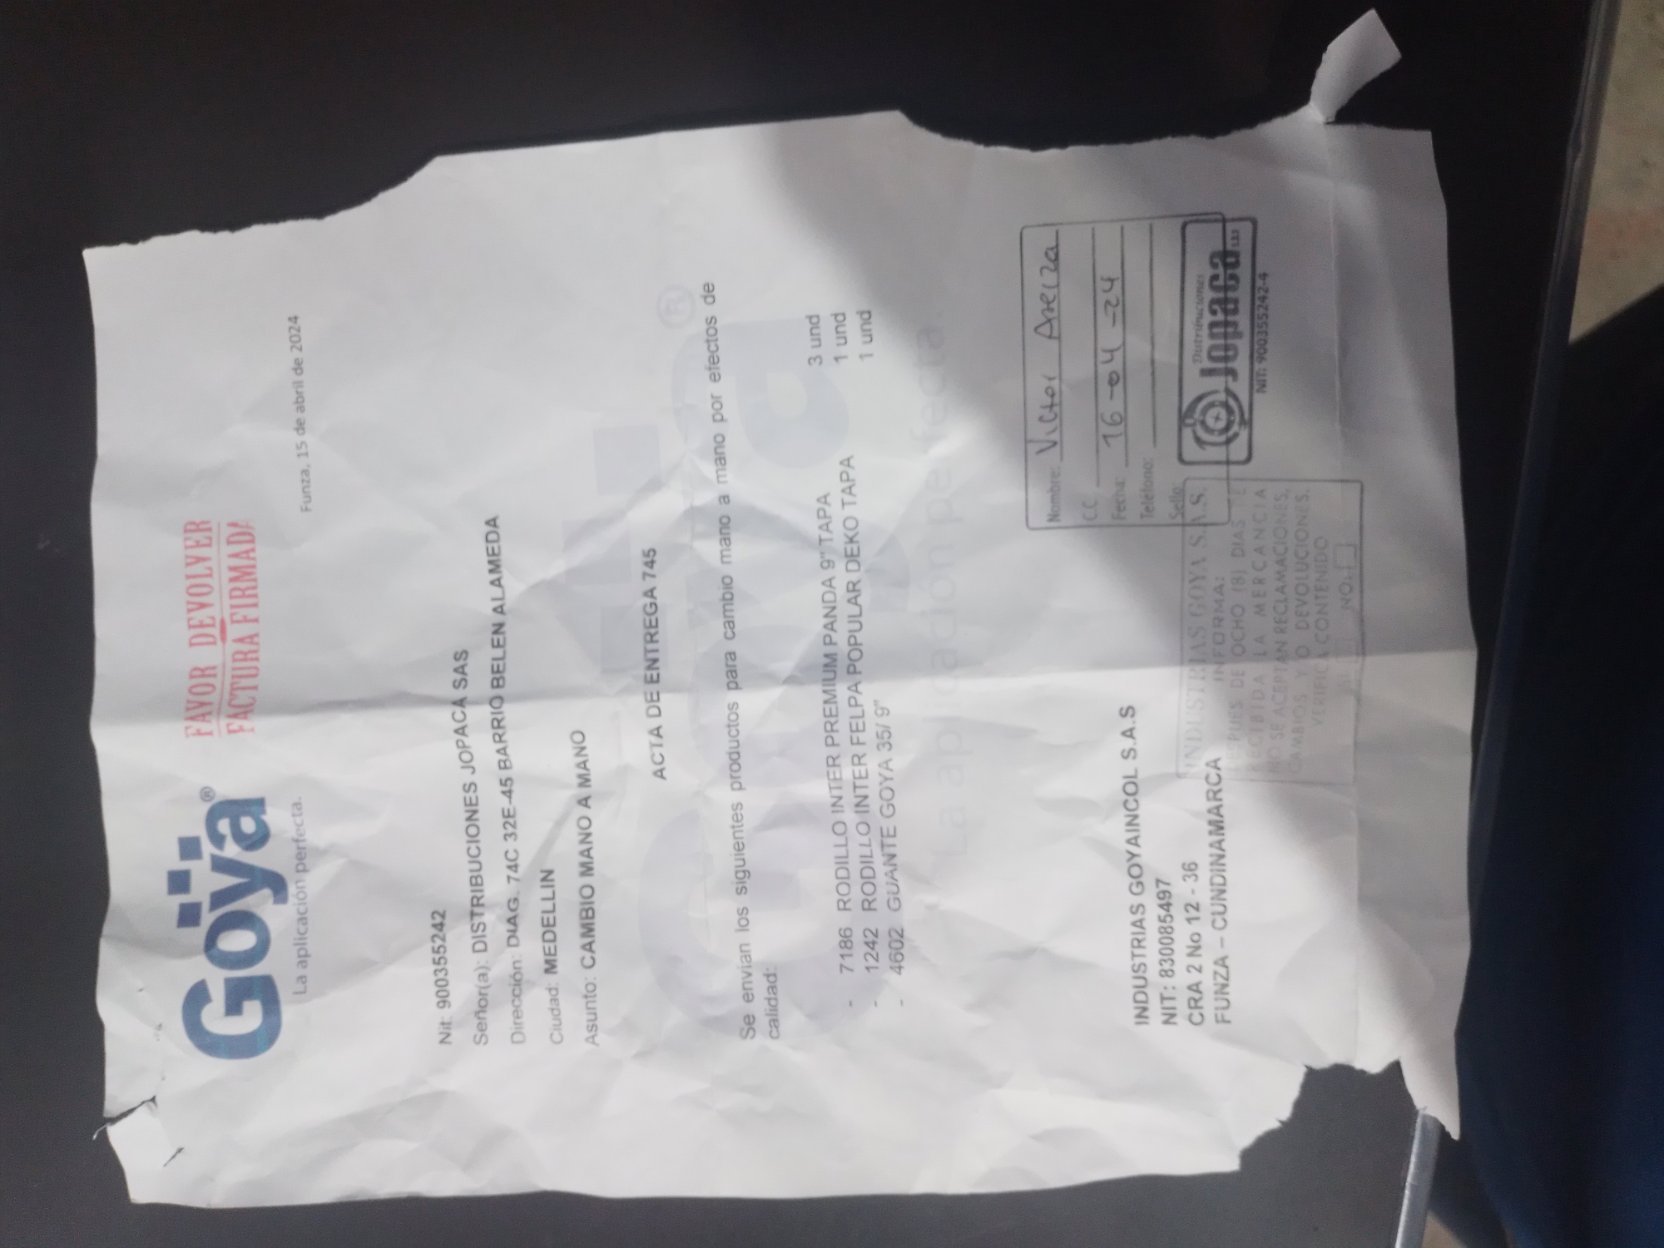 Goya®
La aplicación perfecta.
FAVOR DEVOLVER
FACTURA FIRMADA
Funza, 15 de abril de 2024
Nit: 900355242
Señor(a): DISTRIBUCIONES JOPACA SAS
Dirección: DIAG. 74C 32E-45 BARRIO BELEN ALAMEDA
Ciudad: MEDELLIN
Asunto: CAMBIO MANO A MANO
ACTA DE ENTREGA 745
Se envían los siguientes productos para cambio mano a mano por efectos de
calidad:
- 7186 RODILLO INTER PREMIUM PANDA 9" TAPA 3 und
- 1242 RODILLO INTER FELPA POPULAR DEKO TAPA 1 und
- 4602 GUANTE GOYA 35/ 9" 1 und
La aplicación perfecta.
INDUSTRIAS GOYAINCOL S.A.S
NIT: 830085497
CRA 2 No 12 - 36
FUNZA – CUNDINAMARCA
Nombre: Victor
C.C.
Fecha: 16-04-24
Teléfono:
Sello:
Distribuciones
Jopaca
NIT: 900355242-4
INDUSTRIAS GOYA S.A.S.
INFORMA:
DESPUES DE OCHO (8) DIAS
RECIBIDA LA MERCANCIA
NO SE ACEPTAN RECLAMACIONES,
CAMBIOS Y/O DEVOLUCIONES.
VERIFICA CONTENIDO
NO.